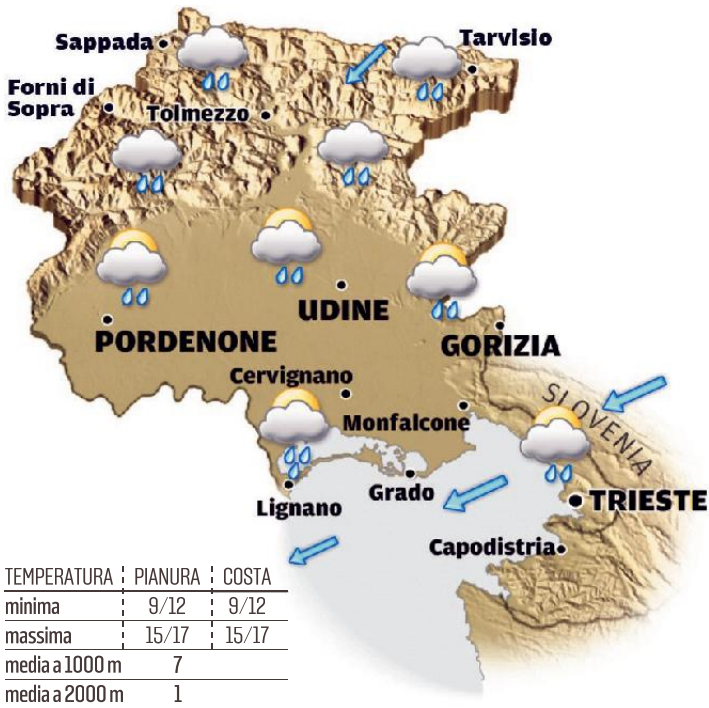 Sappada
Tarvisio
Forni di
Sopra
Tolmezzo
UDINE
PORDENONE
GORIZIA
Cervignano
SLOVENIA
Monfalcone
Grado
TRIESTE
Lignano
Capodistria
TEMPERATURA PIANURA COSTA
minima 9/12 9/12
massima 15/17 15/17
media a 1000 m 7
media a 2000 m 1